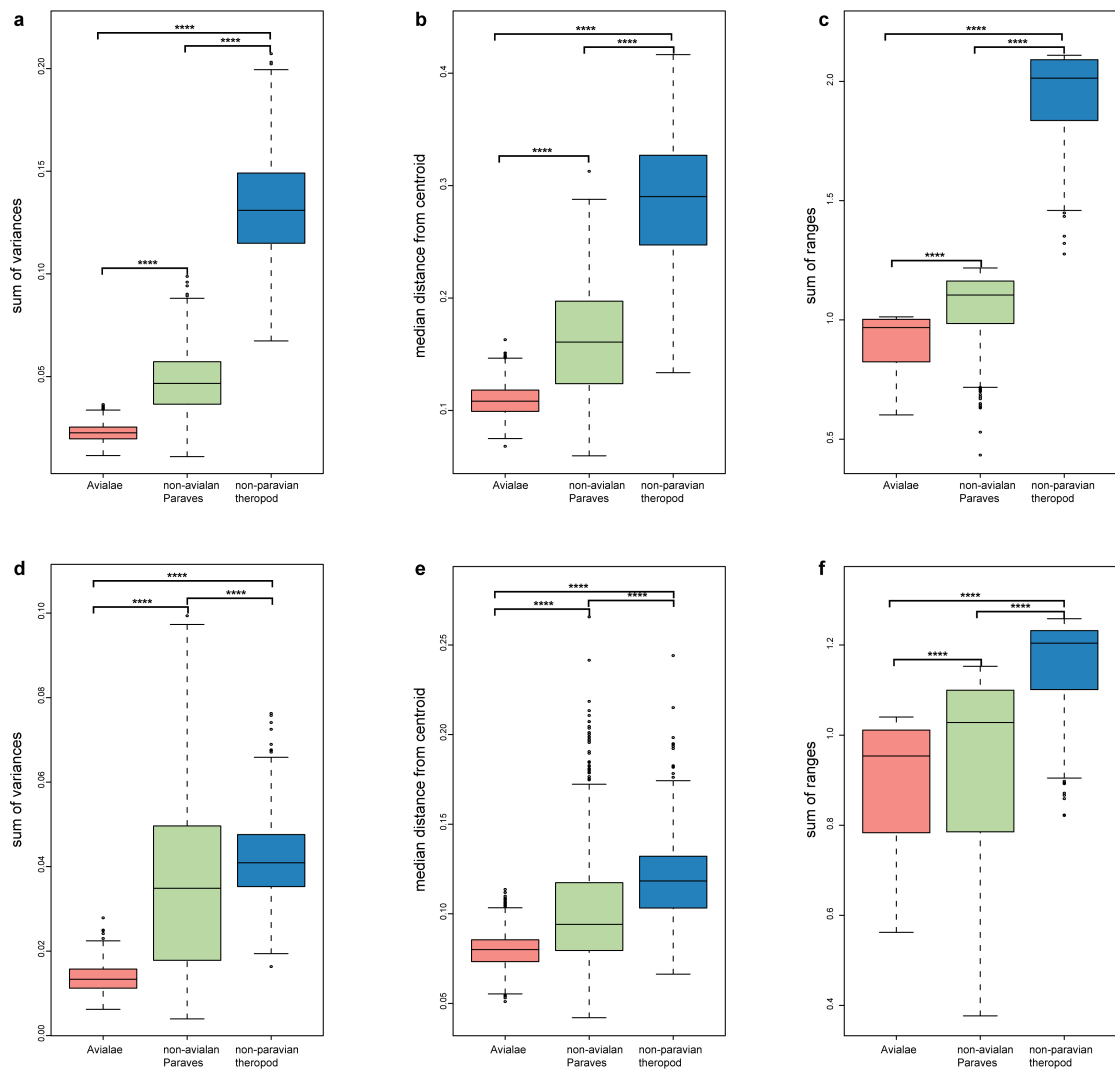 a
b
c
****
****
****
sum of variances
0.20
0.15
0.10
0.05
Avialae
non-avialan
Paraves
non-paravian
theropod
****
****
****
median distance from centroid
0.4
0.3
0.2
0.1
Avialae
non-avialan
Paraves
non-paravian
theropod
****
****
****
sum of ranges
2.0
1.5
1.0
0.5
Avialae
non-avialan
Paraves
non-paravian
theropod
d
e
f
****
****
****
sum of variances
0.10
0.08
0.06
0.04
0.02
0.00
Avialae
non-avialan
Paraves
non-paravian
theropod
****
****
****
median distance from centroid
0.25
0.20
0.15
0.10
0.05
Avialae
non-avialan
Paraves
non-paravian
theropod
****
****
****
sum of ranges
1.2
1.0
0.8
0.6
0.4
Avialae
non-avialan
Paraves
non-paravian
theropod